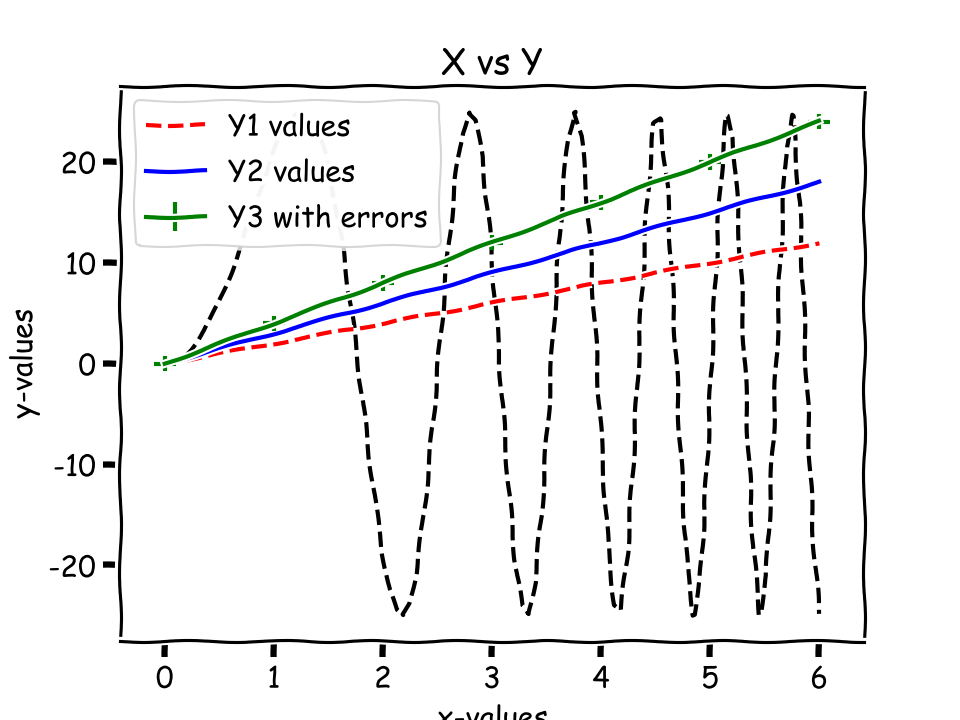 X vs Y
Y1 values
Y2 values
Y3 with errors
y-values
20
10
0
-10
-20
0 1 2 3 4 5 6
x-values